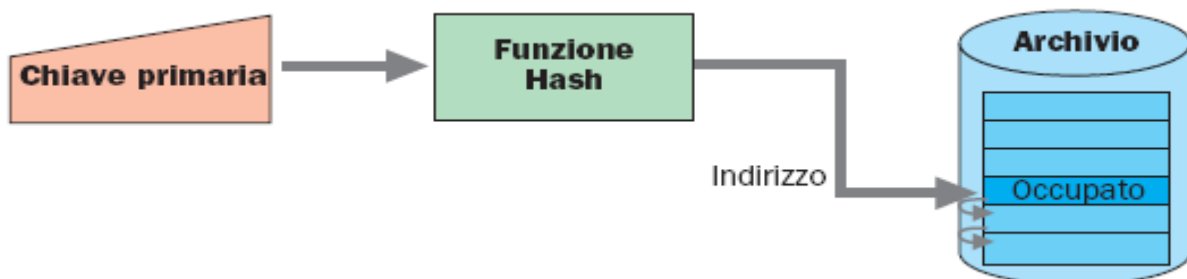 Chiave primaria
Funzione
Hash
Archivio
Indirizzo
Occupato